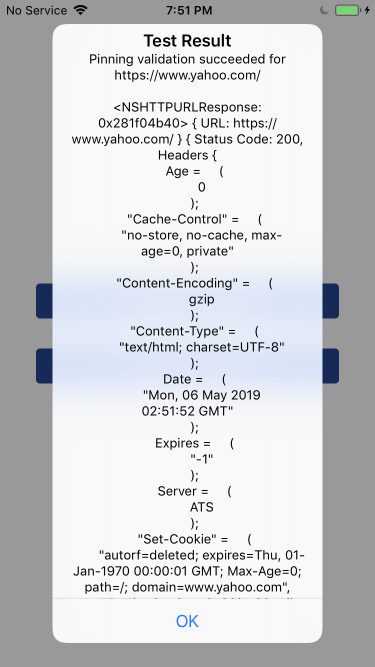 No Service 7:51 PM
Test Result
Pinning validation succeeded for
https://www.yahoo.com/
<NSHTTPURLResponse:
0x281f04b40> { URL: https://
www.yahoo.com/ } { Status Code: 200,
Headers {
Age = (
0
);
"Cache-Control" = (
"no-store, no-cache, max-
age=0, private"
);
"Content-Encoding" = (
gzip
);
"Content-Type" = (
"text/html; charset=UTF-8"
);
Date = (
"Mon, 06 May 2019
02:51:52 GMT"
);
Expires = (
"-1"
);
Server = (
ATS
);
"Set-Cookie" = (
"autorf=deleted; expires=Thu, 01-
Jan-1970 00:00:01 GMT; Max-Age=0;
path=/; domain=www.yahoo.com",
OK